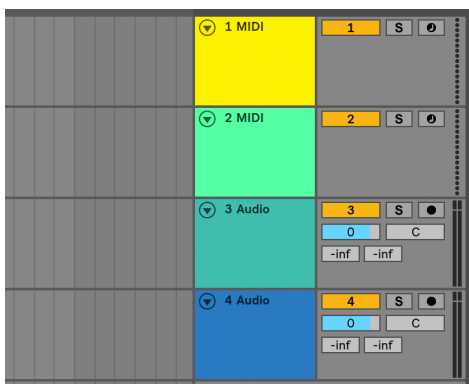 1 MIDI 1 S
2 MIDI 2 S
3 Audio 3 S
0 C
-inf -inf
4 Audio 4 S
0 C
-inf -inf